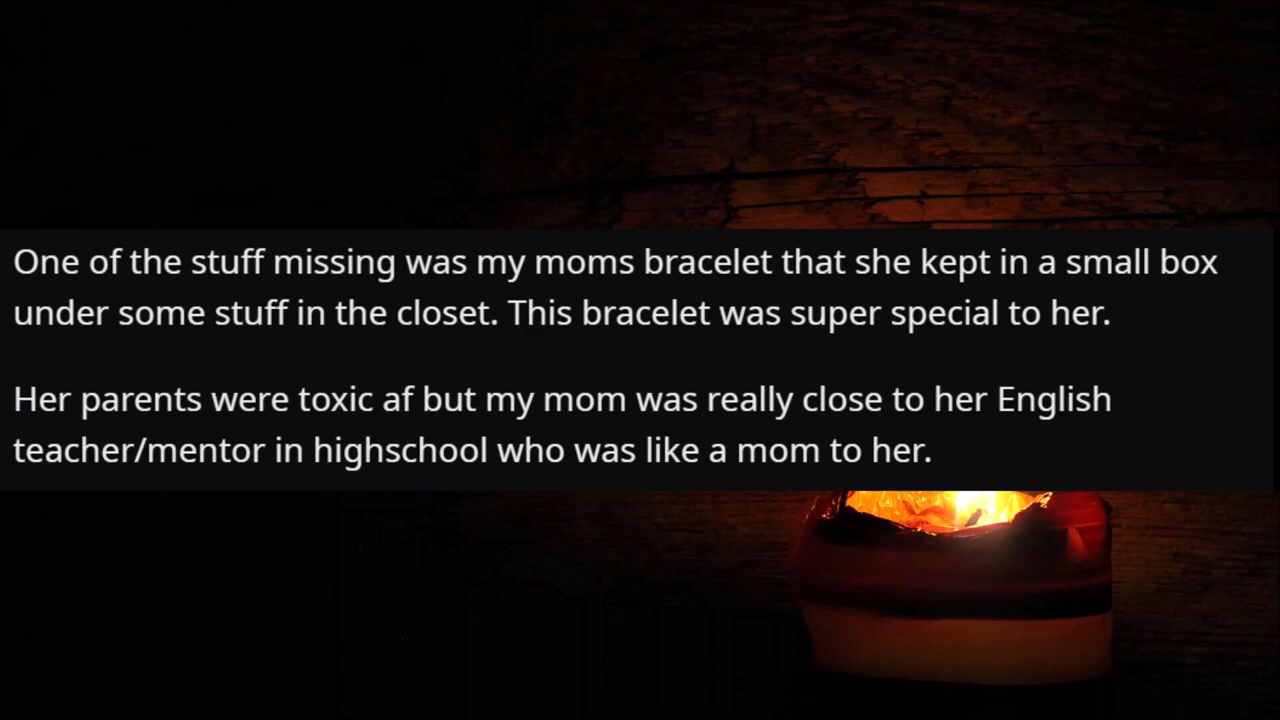 One of the stuff missing was my moms bracelet that she kept in a small box
under some stuff in the closet. This bracelet was super special to her.
Her parents were toxic af but my mom was really close to her English
teacher/mentor in highschool who was like a mom to her.